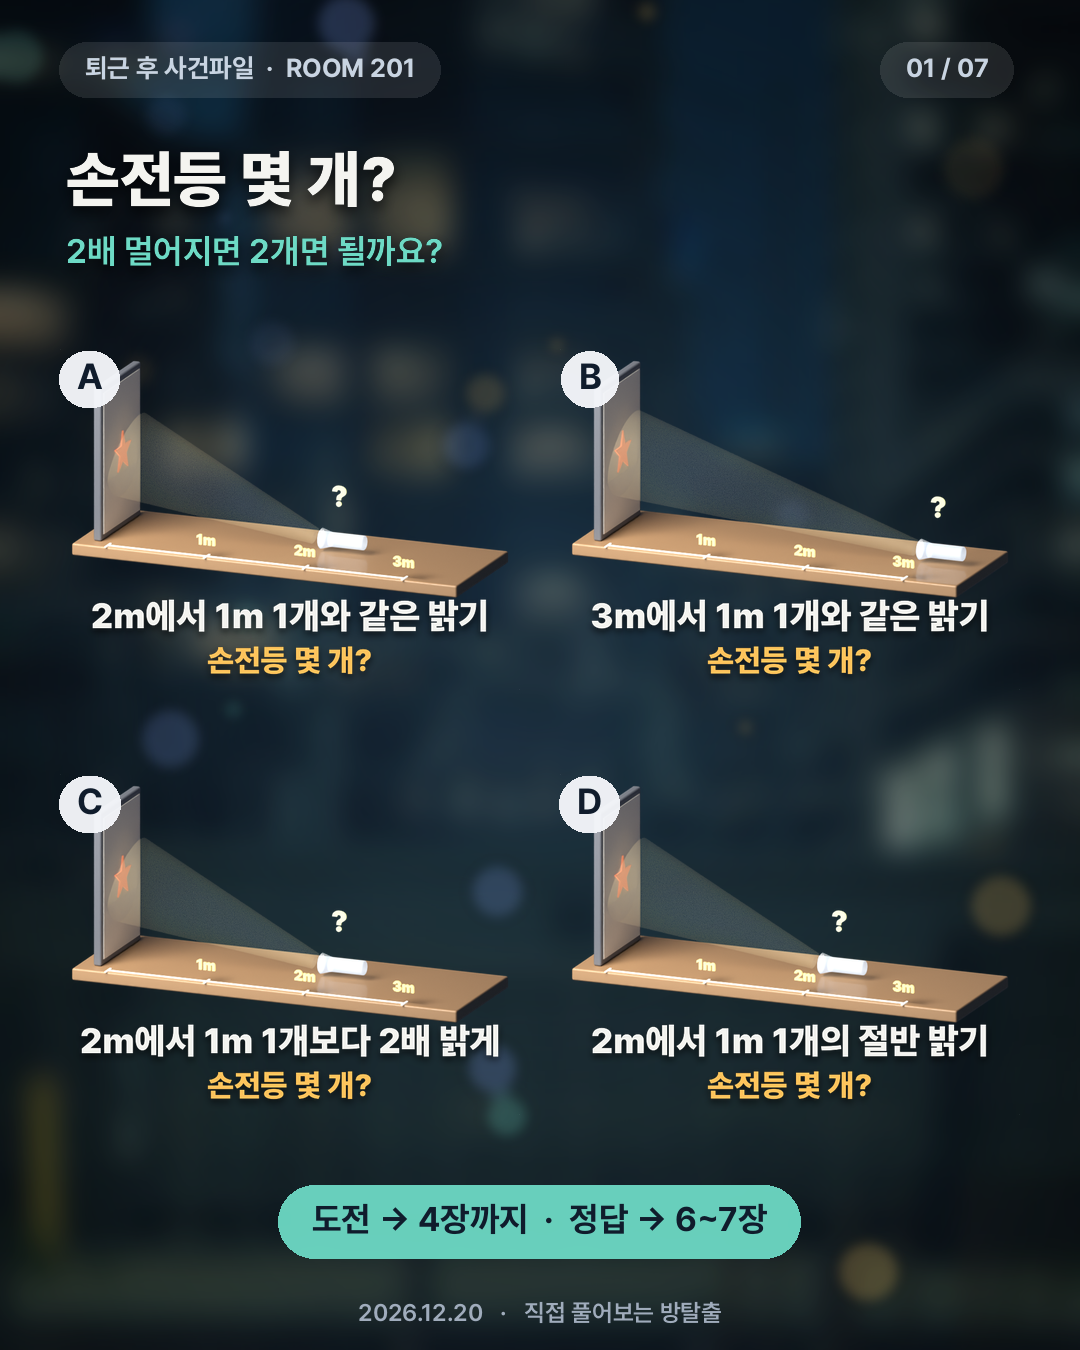 퇴근 후 사건파일 · ROOM 201
01 / 07
손전등 몇 개?
2배 멀어지면 2개면 될까요?
A
?
1m
2m
3m
2m에서 1m 1개와 같은 밝기
손전등 몇 개?
B
?
1m
2m
3m
3m에서 1m 1개와 같은 밝기
손전등 몇 개?
C
?
1m
2m
3m
2m에서 1m 1개보다 2배 밝게
손전등 몇 개?
D
?
1m
2m
3m
2m에서 1m 1개의 절반 밝기
손전등 몇 개?
도전 → 4장까지 · 정답 → 6~7장
2026.12.20 · 직접 풀어보는 방탈출